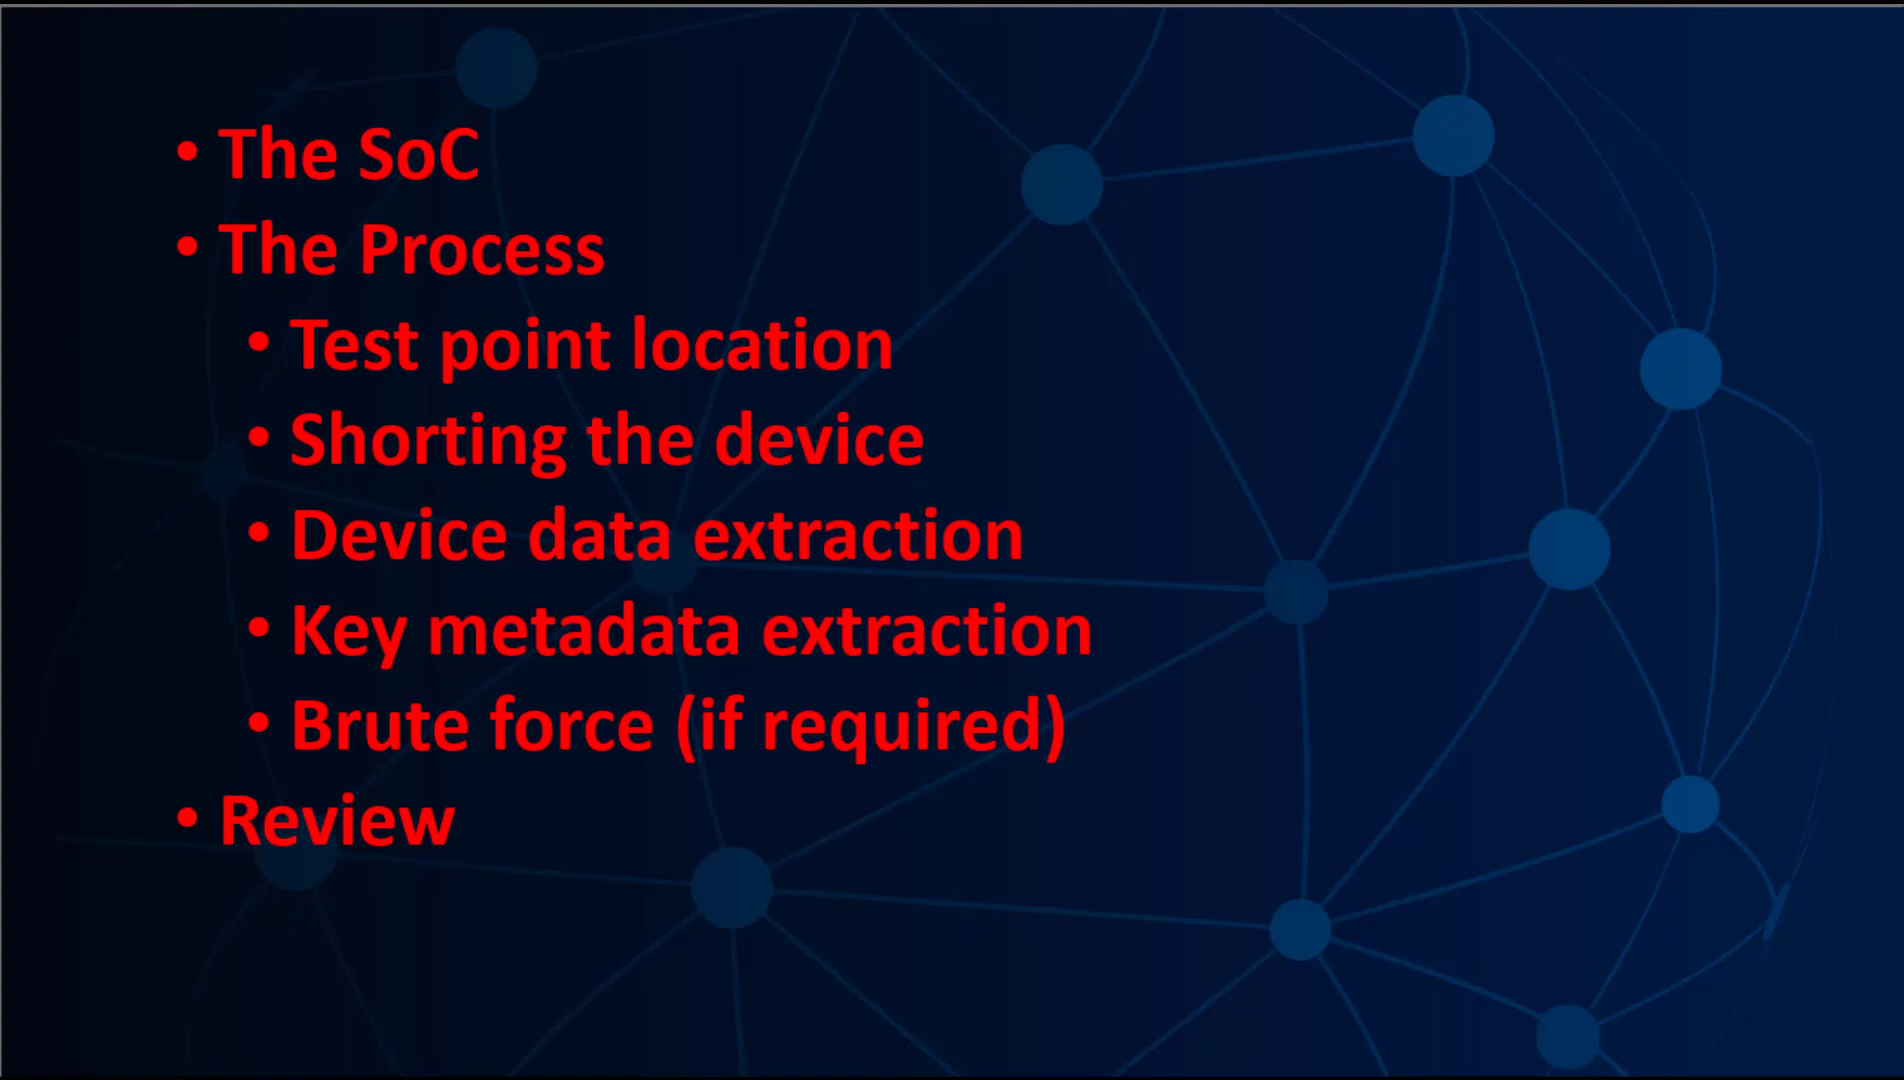 • The SoC
• The Process
• Test point location
• Shorting the device
• Device data extraction
• Key metadata extraction
• Brute force (if required)
• Review